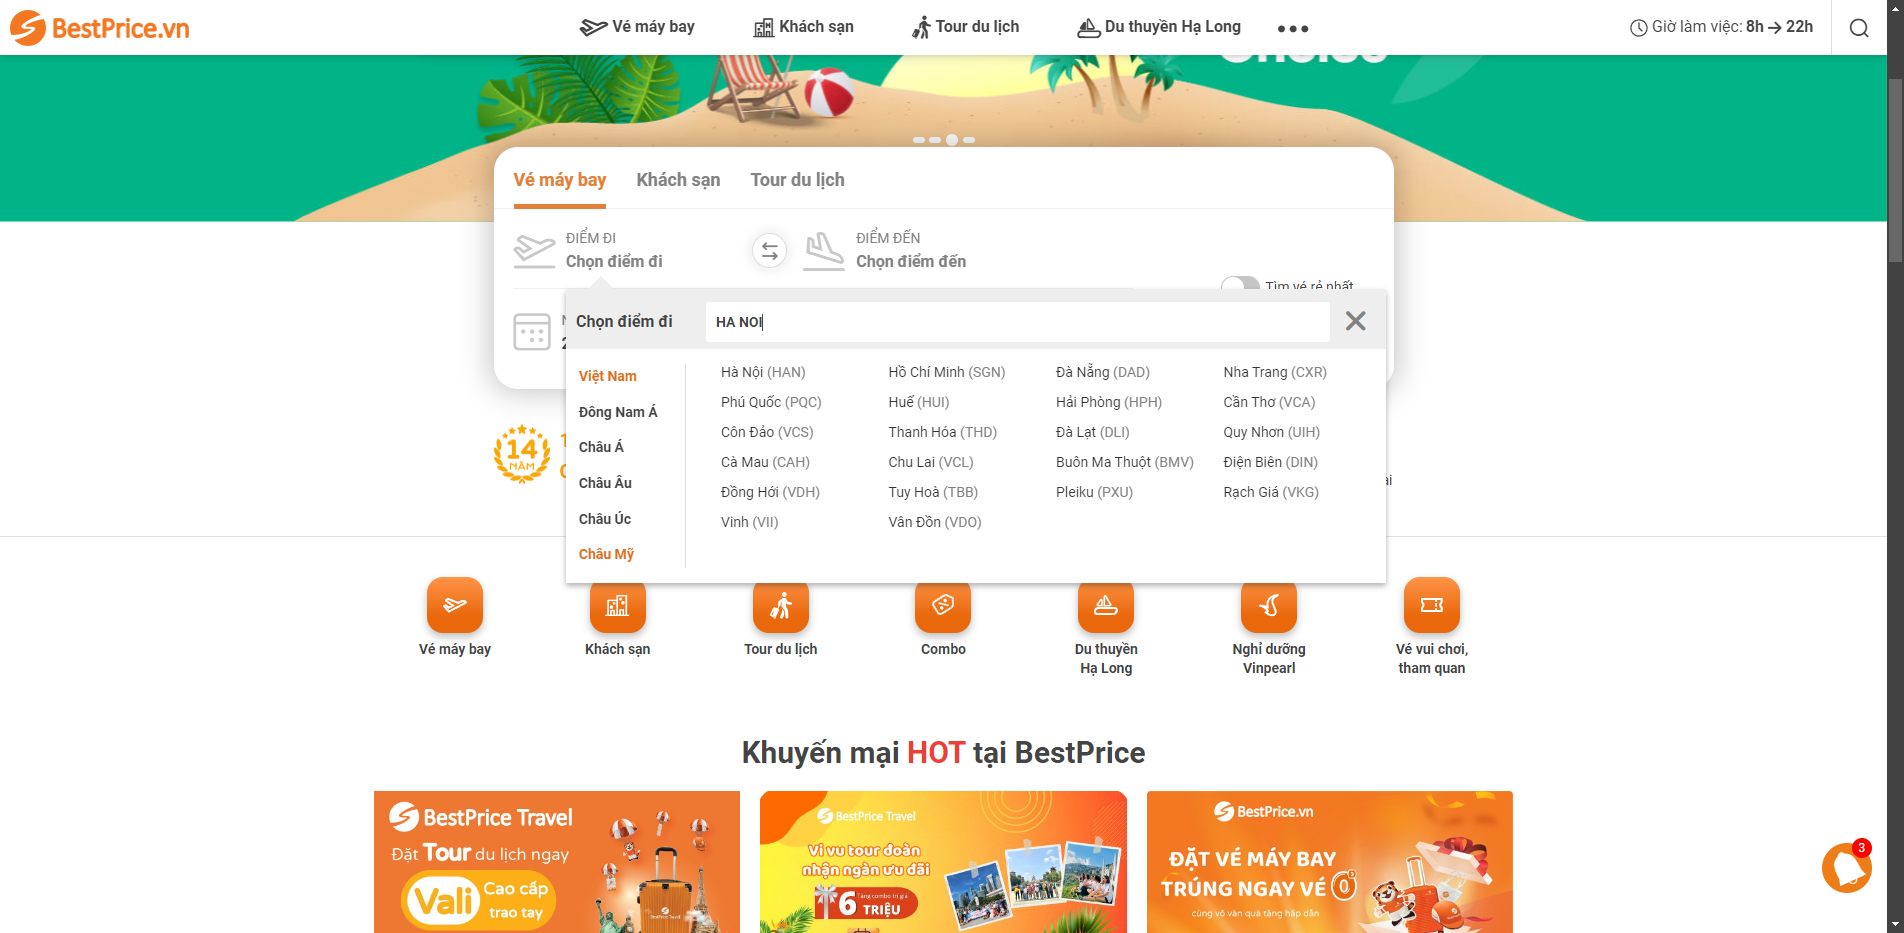 BestPrice.vn
Vé máy bay
Khách sạn
Tour du lịch
Du thuyền Hạ Long
Giờ làm việc: 8h → 22h
Vé máy bay
Khách sạn
Tour du lịch
ĐIỂM ĐI
Chọn điểm đi
ĐIỂM ĐẾN
Chọn điểm đến
Tìm vé rẻ nhất
Chọn điểm đi
HA NOI
Việt Nam
Đông Nam Á
Châu Á
Châu Âu
Châu Úc
Châu Mỹ
Hà Nội (HAN)
Hồ Chí Minh (SGN)
Đà Nẵng (DAD)
Nha Trang (CXR)
Phú Quốc (PQC)
Huế (HUI)
Hải Phòng (HPH)
Cần Thơ (VCA)
Côn Đảo (VCS)
Thanh Hóa (THD)
Đà Lạt (DLI)
Quy Nhơn (UIH)
Cà Mau (CAH)
Chu Lai (VCL)
Buôn Ma Thuột (BMV)
Điện Biên (DIN)
Đồng Hới (VDH)
Tuy Hoà (TBB)
Pleiku (PXU)
Rạch Giá (VKG)
Vinh (VII)
Vân Đồn (VDO)
14
NĂM
Vé máy bay
Khách sạn
Tour du lịch
Combo
Du thuyền
Hạ Long
Nghỉ dưỡng
Vinpearl
Vé vui chơi,
tham quan
Khuyến mại HOT tại BestPrice
BestPrice Travel
Đặt Tour du lịch ngay
Vali Cao cấp
trao tay
BestPrice Travel
BestPrice Travel
Vi vu tour đoàn
nhận ngàn ưu đãi
Tặng combo trị giá
6 TRIỆU
BestPrice.vn
ĐẶT VÉ MÁY BAY
TRÚNG NGAY VÉ 0đ
cùng vô vàn quà tặng hấp dẫn
3